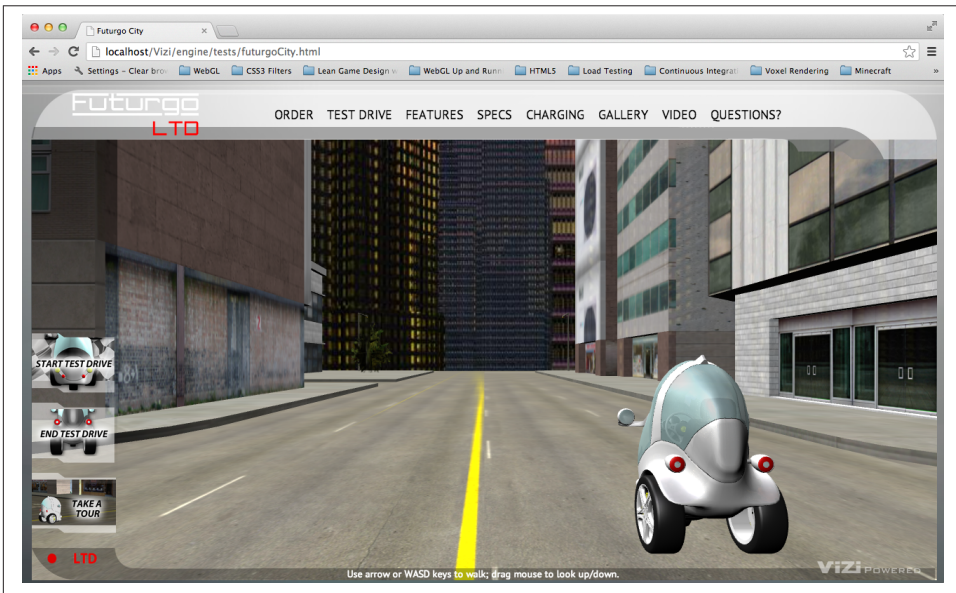 Futurgo City
localhost/Vizi/engine/tests/futurgoCity.html
Apps Settings - Clear brow WebGL CSS3 Filters Lean Game Design w WebGL Up and Runn HTML5 Load Testing Continuous Integrati Voxel Rendering Minecraft »
Futurgo
LTD
ORDER TEST DRIVE FEATURES SPECS CHARGING GALLERY VIDEO QUESTIONS?
START TEST DRIVE
END TEST DRIVE
TAKE A
TOUR
LTD
Use arrow or WASD keys to walk; drag mouse to look up/down.
ViZi POWERED